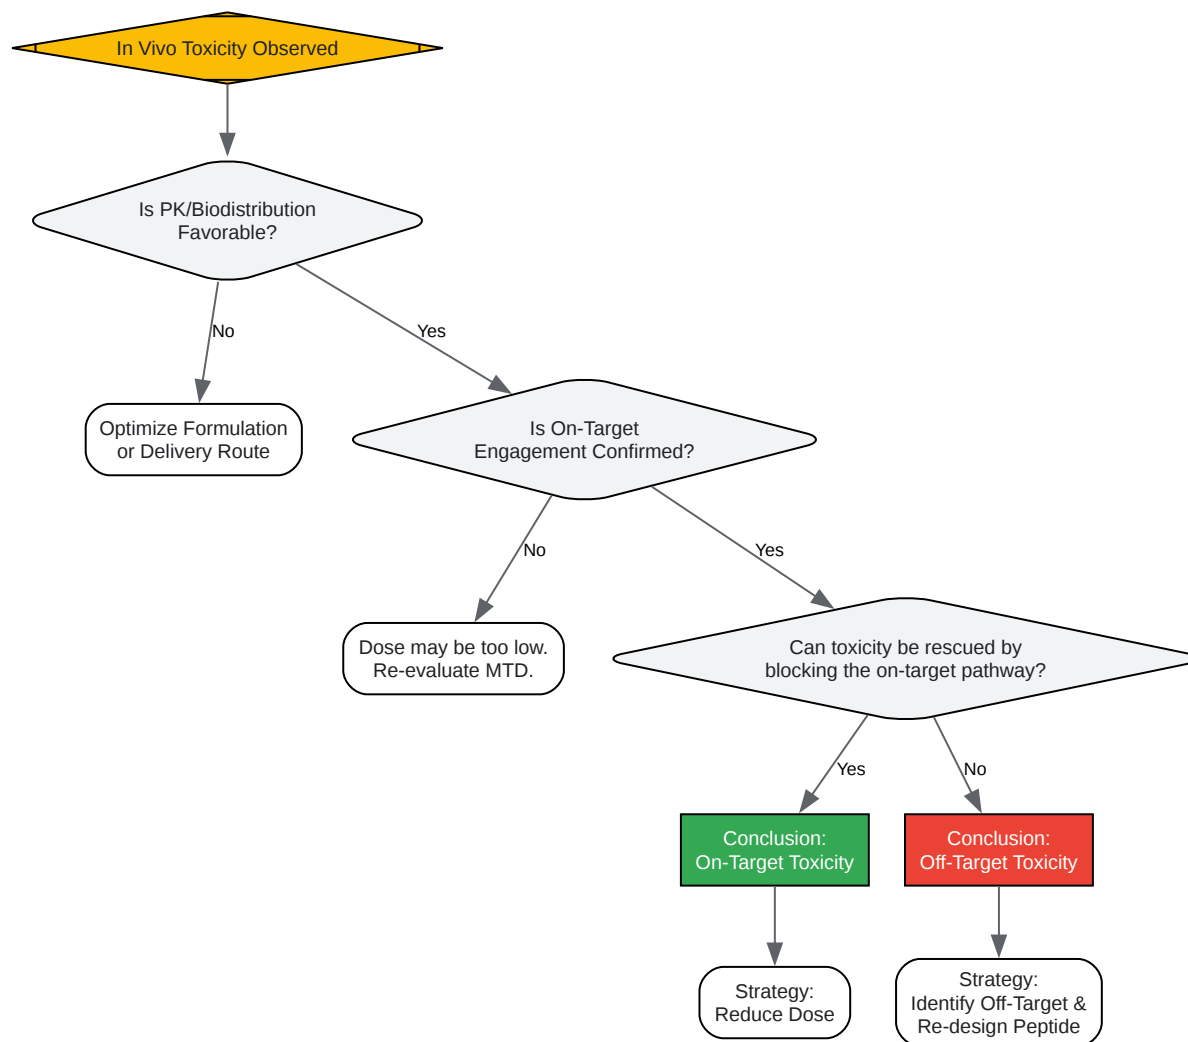 In Vivo Toxicity Observed
Is PK/Biodistribution
Favorable?
No
Yes
Optimize Formulation
or Delivery Route
Is On-Target
Engagement Confirmed?
No
Yes
Dose may be too low.
Re-evaluate MTD.
Can toxicity be rescued by
blocking the on-target pathway?
Yes
No
Conclusion:
On-Target Toxicity
Conclusion:
Off-Target Toxicity
Strategy:
Reduce Dose
Strategy:
Identify Off-Target &
Re-design Peptide